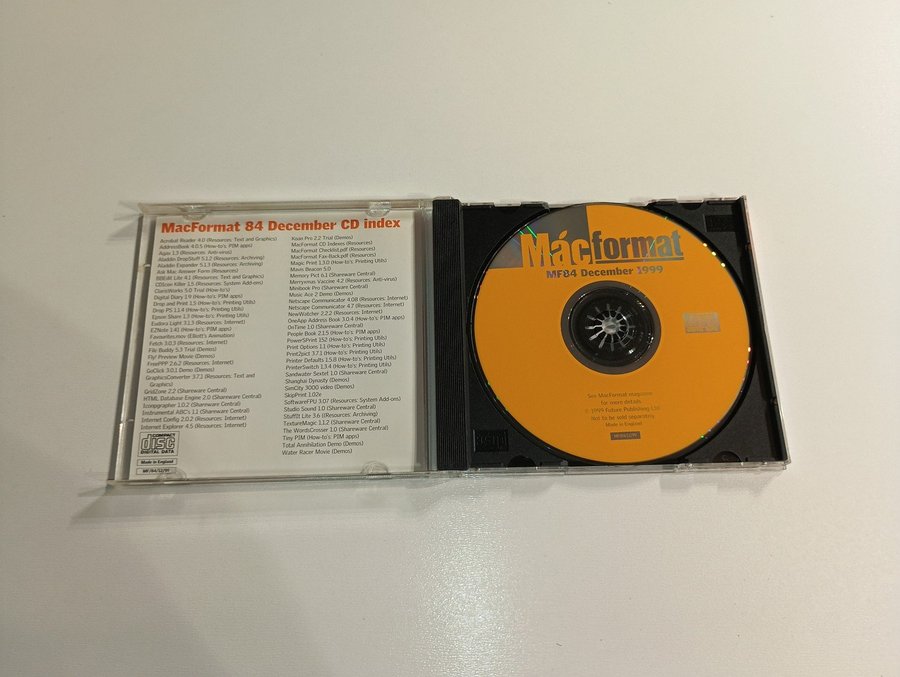 MacFormat 84 December CD index
Acrobat Reader 4.0 (Resources: Text and Graphics)
AddressBook 4.0.5 (How-to's: PIM apps)
Agax 1.3 (Resources: Anti-virus)
Aladdin DropStuff 5.1.2 (Resources: Archiving)
Aladdin Expander 5.1.3 (Resources: Archiving)
Ask Mac Answer Form (Resources)
BBEdit Lite 4.1 (Resources: Text and Graphics)
CDIcon Killer 1.5 (Resources: System Add-ons)
ClarisWorks 5.0 Trial (How-to's)
Digital Diary 1.9 (How-to's: PIM apps)
Drop and Print 1.5 (How-to's: Printing Utils)
Drop PS 1.1.4 (How-to's: Printing Utils)
Epson Share 1.3 (How-to's: Printing Utils)
Eudora Light 3.1.3 (Resources: Internet)
EZNote 1.41 (How-to's: PIM apps)
Favourites.mov (Elliott's Animation)
Fetch 3.0.3 (Resources: Internet)
File Buddy 5.3 Trial (Demos)
Fly! Preview Movie (Demos)
FreePPP 2.6.2 (Resources: Internet)
GoClick 3.0.1 Demo (Demos)
GraphicConverter 3.7.1 (Resources: Text and
Graphics)
GridZone 2.2 (Shareware Central)
HTML Database Engine 2.0 (Shareware Central)
Iconographer 1.0.2 (Shareware Central)
Instrumental ABC's 1.1 (Shareware Central)
Internet Config 2.0.2 (Resources: Internet)
Internet Explorer 4.5 (Resources: Internet)
COMPACT
disc
DIGITAL DATA
Made in England
MF/84/12/99
Koan Pro 2.2 Trial (Demos)
MacFormat CD Indexes (Resources)
MacFormat Checklist.pdf (Resources)
MacFormat Fax-Back.pdf (Resources)
Magic Print 1.3.0 (How-to's: Printing Utils)
Mavis Beacon 5.0
Memory Pict 6.1 (Shareware Central)
Merryxmas Vaccine 4.2 (Resources: Anti-virus)
Minibook Pro (Shareware Central)
Music Ace 2 Demo (Demos)
Netscape Communicator 4.08 (Resources: Internet)
Netscape Communicator 4.7 (Resources: Internet)
NewWatcher 2.2.2 (Resources: Internet)
OneApp Address Book 3.0.4 (How-to's: PIM apps)
OnTime 1.0 (Shareware Central)
People Book 2.1.5 (How-to's: PIM apps)
PowerSPrint 1S2 (How-to's: Printing Utils)
Print Options 1.1 (How-to's: Printing Utils)
Print2pict 3.7.1 (How-to's: Printing Utils)
Printer Defaults 1.5.8 (How-to's: Printing Utils)
PrinterSwitch 1.3.4 (How-to's: Printing Utils)
Sandwater Sextet 1.0 (Shareware Central)
Shanghai Dynasty (Demos)
SimCity 3000 video (Demos)
SkipPrint 1.02e
SoftwareFPU 3.07 (Resources: System Add-ons)
Studio Sound 1.0 (Shareware Central)
StuffIt Lite 3.6 ((Resources: Archiving)
TextureMagic 1.1.2 (Shareware Central)
The WordsCrosser 1.0 (Shareware Central)
Tiny PIM (How-to's: PIM apps)
Total Annihilation Demo (Demos)
Water Racer Movie (Demos)
Mácformat
MF84 December 1999
See MacFormat magazine
for more details
© 1999 Future Publishing Ltd
Not to be sold separately
Made in England
MF/84/12/99